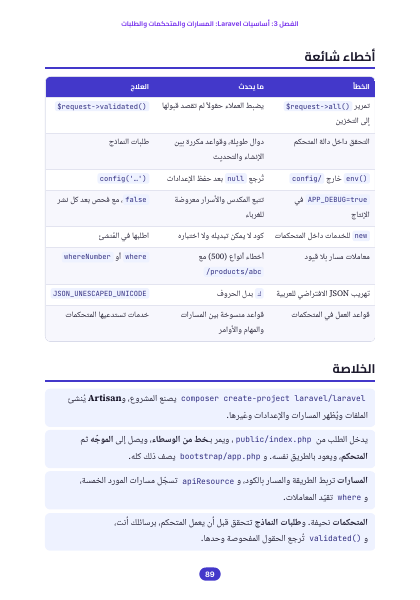 الفصل 3: أساسيات Laravel: المسارات والمتحكمات والطلبات
أخطاء شائعة
الخطأ ما يحدث العلاج
تمرير $request->all() يضبط العملاء حقولًا لم تقصد قبولها $request->validated()
إلى التخزين
التحقق داخل دالة المتحكم دوال طويلة، وقواعد مكررة بين طلبات النماذج
الإنشاء والتحديث
env() خارج config/ تُرجع null بعد حفظ الإعدادات config('…')
APP_DEBUG=true في تتبع المكدس والأسرار معروضة false ، مع فحص بعد كل نشر
الإنتاج للغرباء
new للخدمات داخل المتحكمات كود لا يمكن تبديله ولا اختباره اطلبها في المُنشئ
معاملات مسار بلا قيود أخطاء أنواع (500) مع where أو whereNumber
/products/abc
تهريب JSON الافتراضي للعربية بدل الحروف JSON_UNESCAPED_UNICODE
قواعد العمل في المتحكمات قواعد منسوخة بين المسارات خدمات تستدعيها المتحكمات
والمهام والأوامر
الخلاصة
composer create-project laravel/laravel يصنع المشروع، وArtisan يُنشئ
الملفات ويُظهر المسارات والإعدادات وغيرها.
يدخل الطلب من public/index.php ، ويمر بـخط من الوسطاء، ويصل إلى الموجّه ثم
المتحكم، ويعود بالطريق نفسه. و bootstrap/app.php يصف ذلك كله.
المسارات تربط الطريقة والمسار بالكود، و apiResource تسجّل مسارات المورد الخمسة،
و where تقيّد المعاملات.
المتحكمات نحيفة. وطلبات النماذج تتحقق قبل أن يعمل المتحكم، برسائلك أنت،
و validated() تُرجع الحقول المفحوصة وحدها.
89